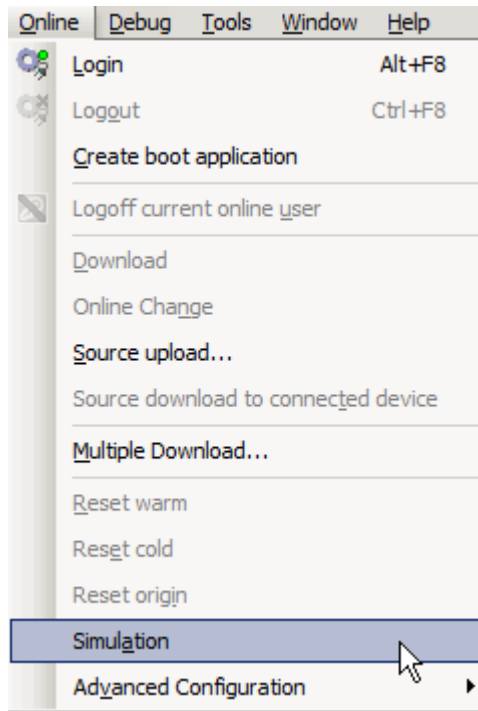 Online Debug Tools Window Help
Login Alt+F8
Logout Ctrl+F8
Create boot application
Logoff current online user
Download
Online Change
Source upload...
Source download to connected device
Multiple Download...
Reset warm
Reset cold
Reset origin
Simulation
Advanced Configuration